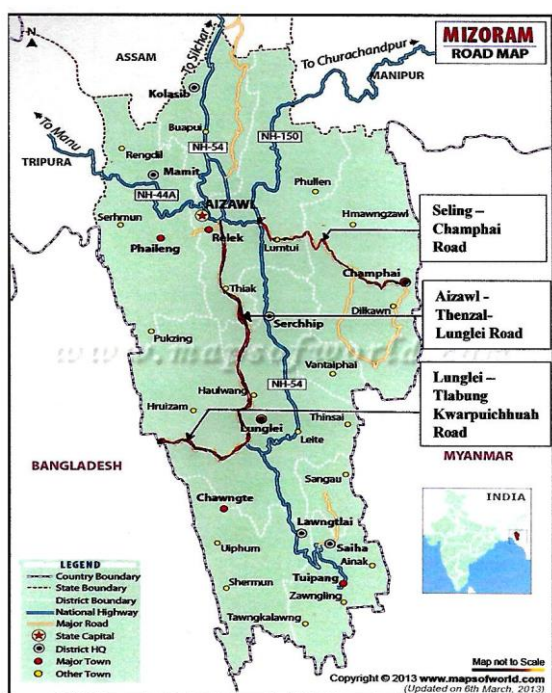 MIZORAM
ROAD MAP
N
ASSAM
To Silchar
To Churachandpur
MANIPUR
Kolasib
To Manu
TRIPURA
Buapui
NH-54
NH-150
Rengdil
Mamit
NH-44A
AIZAWL
Phullen
Serhmun
Phaileng
Relek
Lumtui
Hmawngzawl
Seling –
Champhai
Road
Champhai
Thiak
Dilkawn
Serchhip
Aizawl -
Thenzal-
Lunglei Road
Pukzing
www.mapsofworld.com
Vantaiphai
NH-54
Haulwang
Hruizam
Lunglei
Thinsai
Leite
Lunglei –
Tlabung
Kwarpuichhuah
Road
BANGLADESH
MYANMAR
Sangau
Chawngte
Lawngtlai
Saiha
Uiphum
Ainak
Tuipang
Shermun
Zawngling
Tawngkalawng
INDIA
LEGEND
Country Boundary
State Boundary
District Boundary
National Highway
Major Road
State Capital
District HQ
Major Town
Other Town
Map not to Scale
Copyright © 2013 www.mapsofworld.com
(Updated on 6th March, 2013)